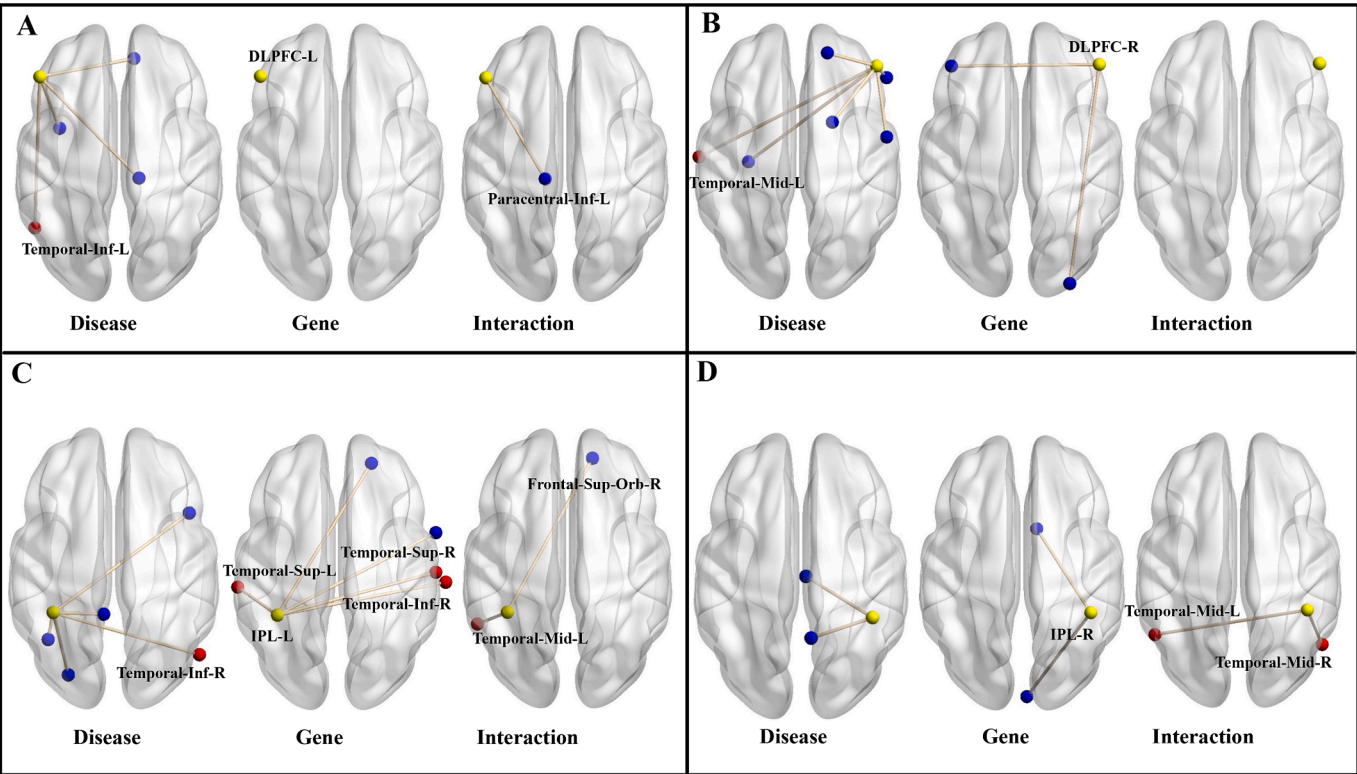 A
DLPFC-L
Temporal-Inf-L
Paracentral-Inf-L
Disease
Gene
Interaction
B
DLPFC-R
Temporal-Mid-L
Disease
Gene
Interaction
C
Frontal-Sup-Orb-R
Temporal-Sup-R
Temporal-Sup-L
Temporal-Inf-R
IPL-L
Temporal-Mid-L
Temporal-Inf-R
Disease
Gene
Interaction
D
Temporal-Mid-L
IPL-R
Temporal-Mid-R
Disease
Gene
Interaction